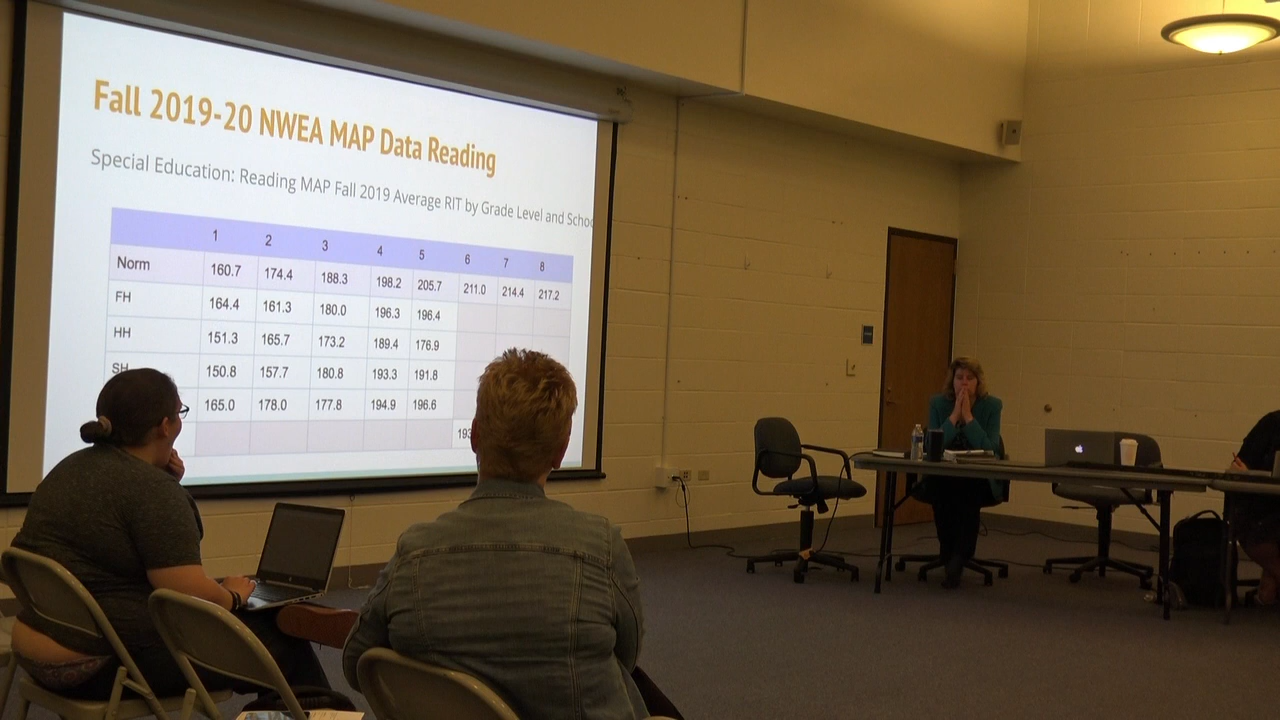 Fall 2019-20 NWEA MAP Data Reading
Special Education: Reading MAP Fall 2019 Average RIT by Grade Level and Schoo
1 2 3 4 5 6 7 8
Norm 160.7 174.4 188.3 198.2 205.7 211.0 214.4 217.2
FH 164.4 161.3 180.0 196.3 196.4
HH 151.3 165.7 173.2 189.4 176.9
SH 150.8 157.7 180.8 193.3 191.8
165.0 178.0 177.8 194.9 196.6
193